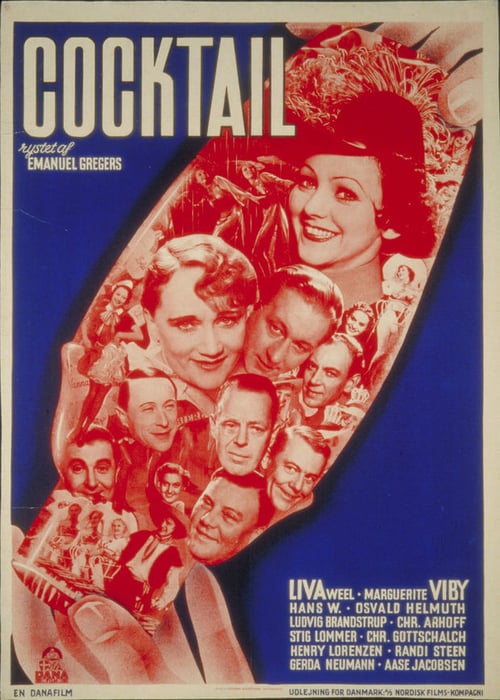 COCKTAIL
rystet af
EMANUEL GREGERS
LIVA WEEL · MARGUERITE VIBY
HANS W. · OSVALD HELMUTH
LUDVIG BRANDSTRUP · CHR. ARHOFF
STIG LOMMER · CHR. GOTTSCHALCH
HENRY LORENZEN · RANDI STEEN
GERDA NEUMANN · AASE JACOBSEN
DANA
EN DANAFILM
UDLEJNING FOR DANMARK: A/S NORDISK FILMS-KOMPAGNI